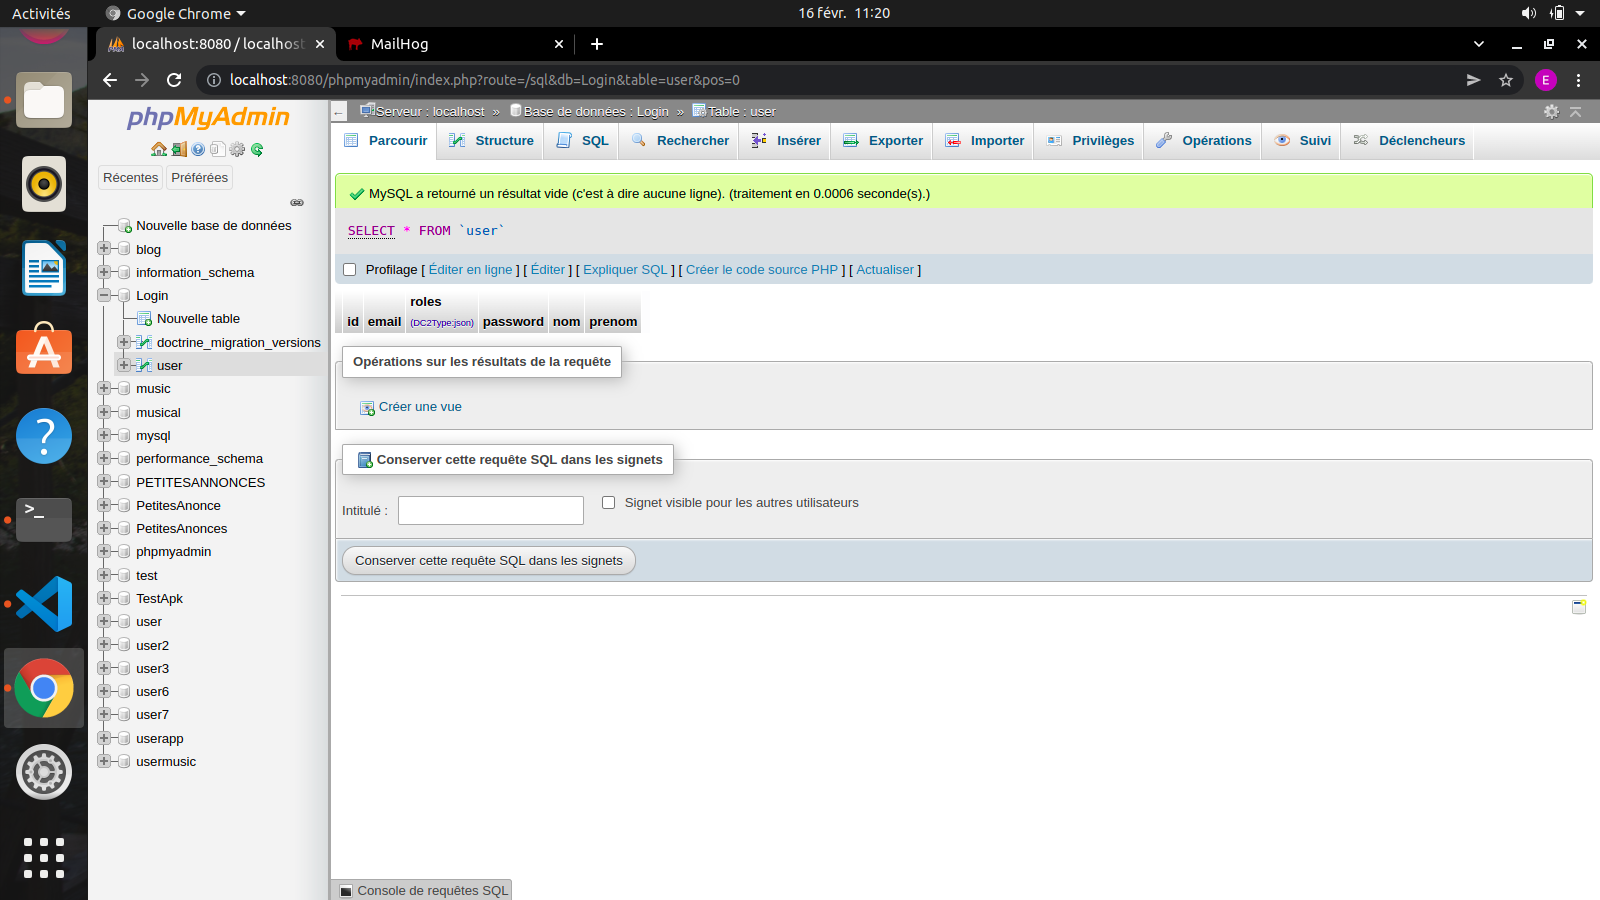 Activités
Google Chrome
16 févr. 11:20
localhost:8080 / localhost
MailHog
localhost:8080/phpmyadmin/index.php?route=/sql&db=Login&table=user&pos=0
E
phpMyAdmin
Récentes
Préférées
Nouvelle base de données
blog
information_schema
Login
Nouvelle table
doctrine_migration_versions
user
music
musical
mysql
performance_schema
PETITESANNONCES
PetitesAnonce
PetitesAnonces
phpmyadmin
test
TestApk
user
user2
user3
user6
user7
userapp
usermusic
Serveur : localhost » Base de données : Login » Table : user
Parcourir
Structure
SQL
Rechercher
Insérer
Exporter
Importer
Privilèges
Opérations
Suivi
Déclencheurs
MySQL a retourné un résultat vide (c'est à dire aucune ligne). (traitement en 0.0006 seconde(s).)
SELECT * FROM `user`
Profilage [ Éditer en ligne ] [ Éditer ] [ Expliquer SQL ] [ Créer le code source PHP ] [ Actualiser ]
id email roles (DC2Type:json) password nom prenom
Opérations sur les résultats de la requête
Créer une vue
Conserver cette requête SQL dans les signets
Intitulé :
Signet visible pour les autres utilisateurs
Conserver cette requête SQL dans les signets
Console de requêtes SQL